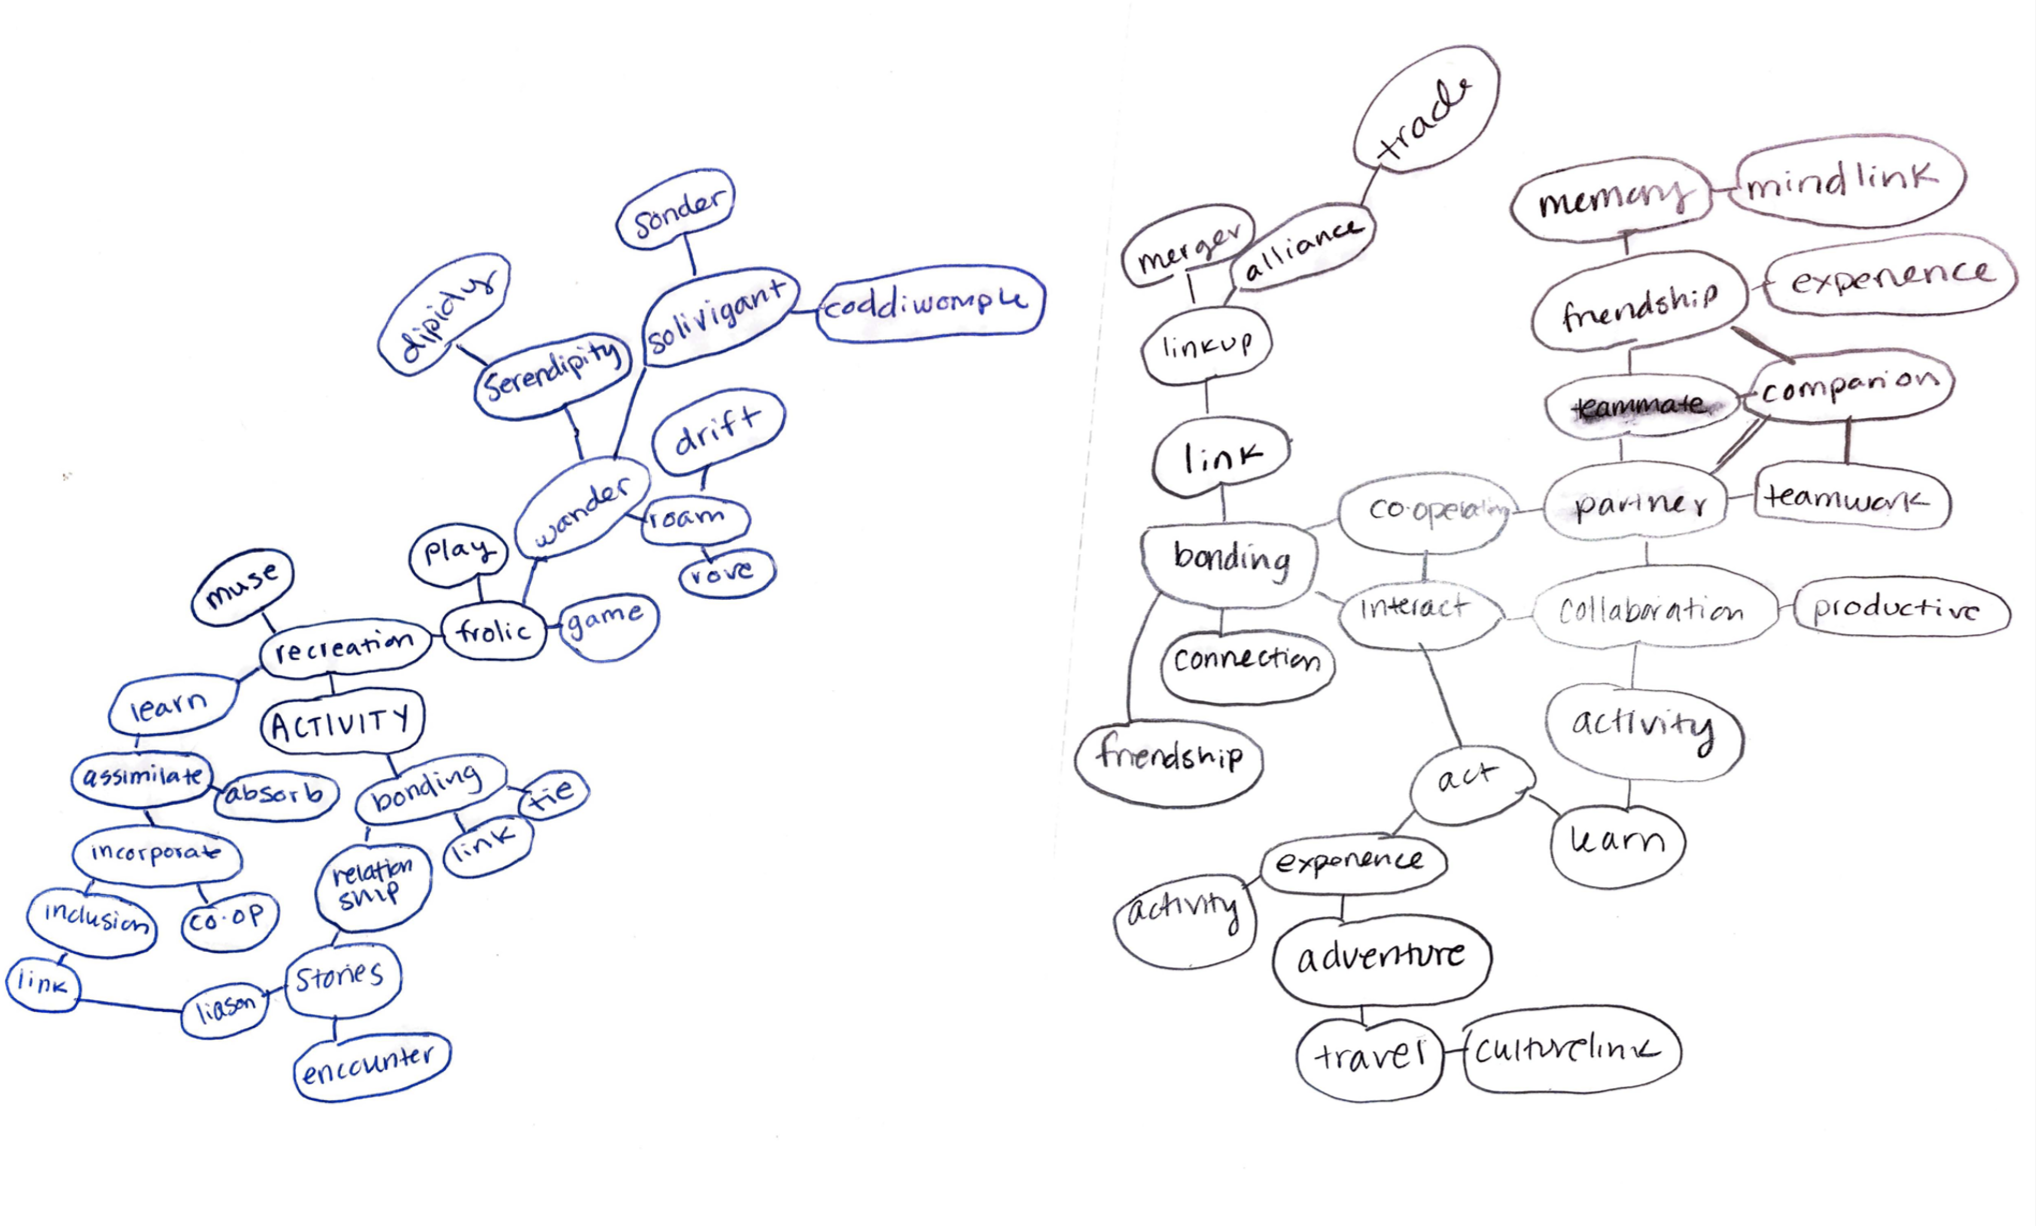 sonder
dipidy
solivigant
coddiwomple
serendipity
drift
wander
roam
play
rove
muse
game
frolic
recreation
learn
ACTIVITY
assimilate
absorb
bonding
tie
link
incorporate
relation
ship
inclusion
co·op
link
liason
Stories
encounter
trade
merger
alliance
linkup
link
bonding
connection
friendship
memory
mindlink
friendship
experience
teammate
companion
co·operation
partner
teamwork
interact
collaboration
productive
activity
act
learn
experience
activity
adventure
travel
culturelink